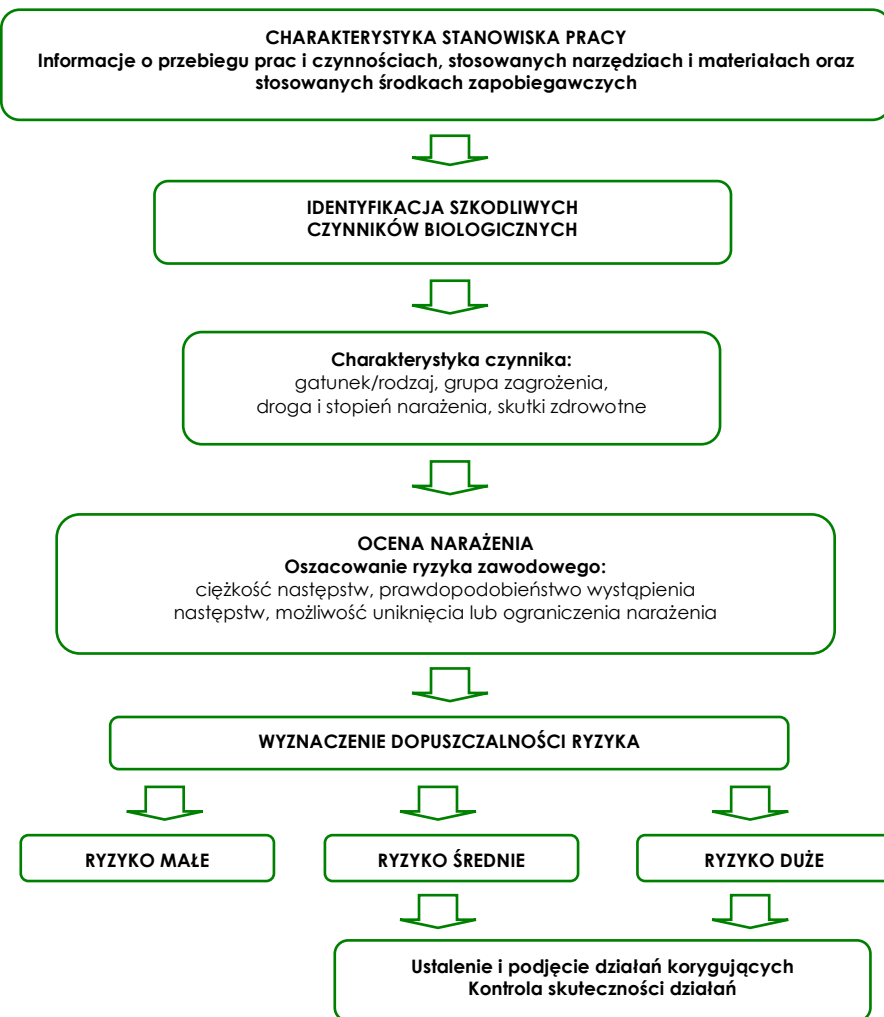 CHARAKTERYSTYKA STANOWISKA PRACY
Informacje o przebiegu prac i czynnościach, stosowanych narzędziach i materiałach oraz
stosowanych środkach zapobiegawczych
IDENTYFIKACJA SZKODLIWYCH
CZYNNIKÓW BIOLOGICZNYCH
Charakterystyka czynnika:
gatunek/rodzaj, grupa zagrożenia,
droga i stopień narażenia, skutki zdrowotne
OCENA NARAŻENIA
Oszacowanie ryzyka zawodowego:
ciężkość następstw, prawdopodobieństwo wystąpienia
następstw, możliwość uniknięcia lub ograniczenia narażenia
WYZNACZENIE DOPUSZCZALNOŚCI RYZYKA
RYZYKO MAŁE
RYZYKO ŚREDNIE
RYZYKO DUŻE
Ustalenie i podjęcie działań korygujących
Kontrola skuteczności działań